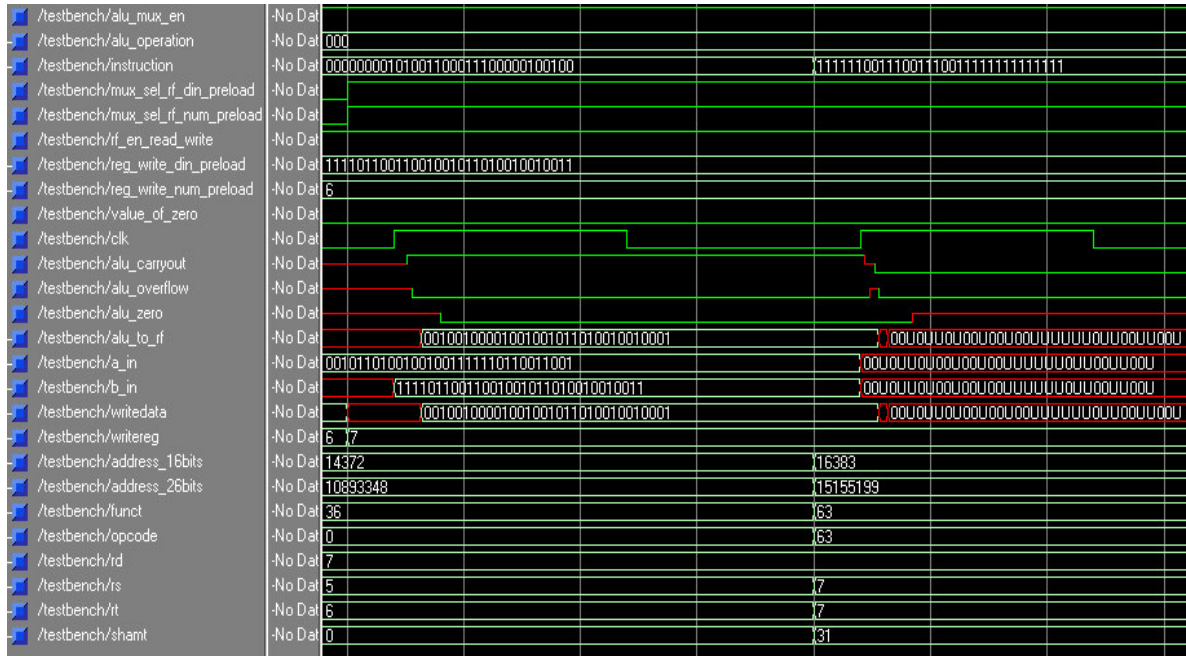 /testbench/alu_mux_en -No Dat
/testbench/alu_operation -No Dat 000
/testbench/instruction -No Dat 00000000101001100011100000100100 11111100111001110011111111111111
/testbench/mux_sel_rf_din_preload -No Dat
/testbench/mux_sel_rf_num_preload -No Dat
/testbench/rf_en_read_write -No Dat
/testbench/reg_write_din_preload -No Dat 11110110011001001011010010010011
/testbench/reg_write_num_preload -No Dat 6
/testbench/value_of_zero -No Dat
/testbench/clk -No Dat
/testbench/alu_carryout -No Dat
/testbench/alu_overflow -No Dat
/testbench/alu_zero -No Dat
/testbench/alu_to_rf -No Dat 00100100001001001011010010010001 00U0UU0U00U00U00UUUUUU0UU00UU00U
/testbench/a_in -No Dat 00101101001001001111110110011001 00U0UU0U00U00U00UUUUUU0UU00UU00U
/testbench/b_in -No Dat 11110110011001001011010010010011 00U0UU0U00U00U00UUUUUU0UU00UU00U
/testbench/writedata -No Dat 00100100001001001011010010010001 00U0UU0U00U00U00UUUUUU0UU00UU00U
/testbench/writereg -No Dat 6 7
/testbench/address_16bits -No Dat 14372 16383
/testbench/address_26bits -No Dat 10893348 15155199
/testbench/funct -No Dat 36 63
/testbench/opcode -No Dat 0 63
/testbench/rd -No Dat 7
/testbench/rs -No Dat 5 7
/testbench/rt -No Dat 6 7
/testbench/shamt -No Dat 0 31